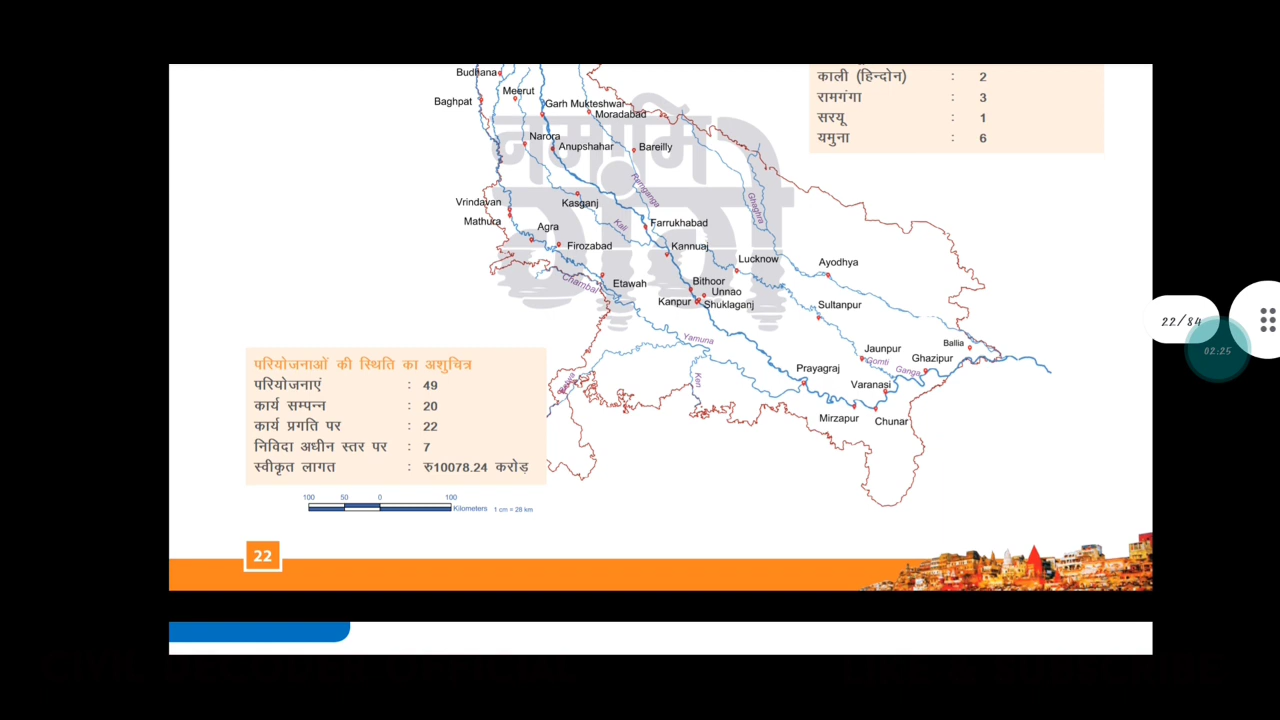 Budhana
Meerut
Baghpat
Garh Mukteshwar
Moradabad
Narora
Anupshahar
Bareilly
Ramganga
Vrindavan
Kasganj
Ghaghra
Mathura
Agra
Kali
Farrukhabad
Firozabad
Kannuaj
Lucknow
Ayodhya
Chambal
Etawah
Bithoor
Unnao
Kanpur
Shuklaganj
Sultanpur
Yamuna
Ballia
Jaunpur
Gomti
Ganga
Ghazipur
Prayagraj
Varanasi
Ken
Betwa
Mirzapur
Chunar
नमामि
गंगे
काली (हिन्दोन) : 2
रामगंगा : 3
सरयू : 1
यमुना : 6
परियोजनाओं की स्थिति का अशुचित्र
परियोजनाएं : 49
कार्य सम्पन्न : 20
कार्य प्रगति पर : 22
निविदा अधीन स्तर पर : 7
स्वीकृत लागत : रु10078.24 करोड़
100 50 0 100
Kilometers 1 cm = 28 km
22
22/84
02:25